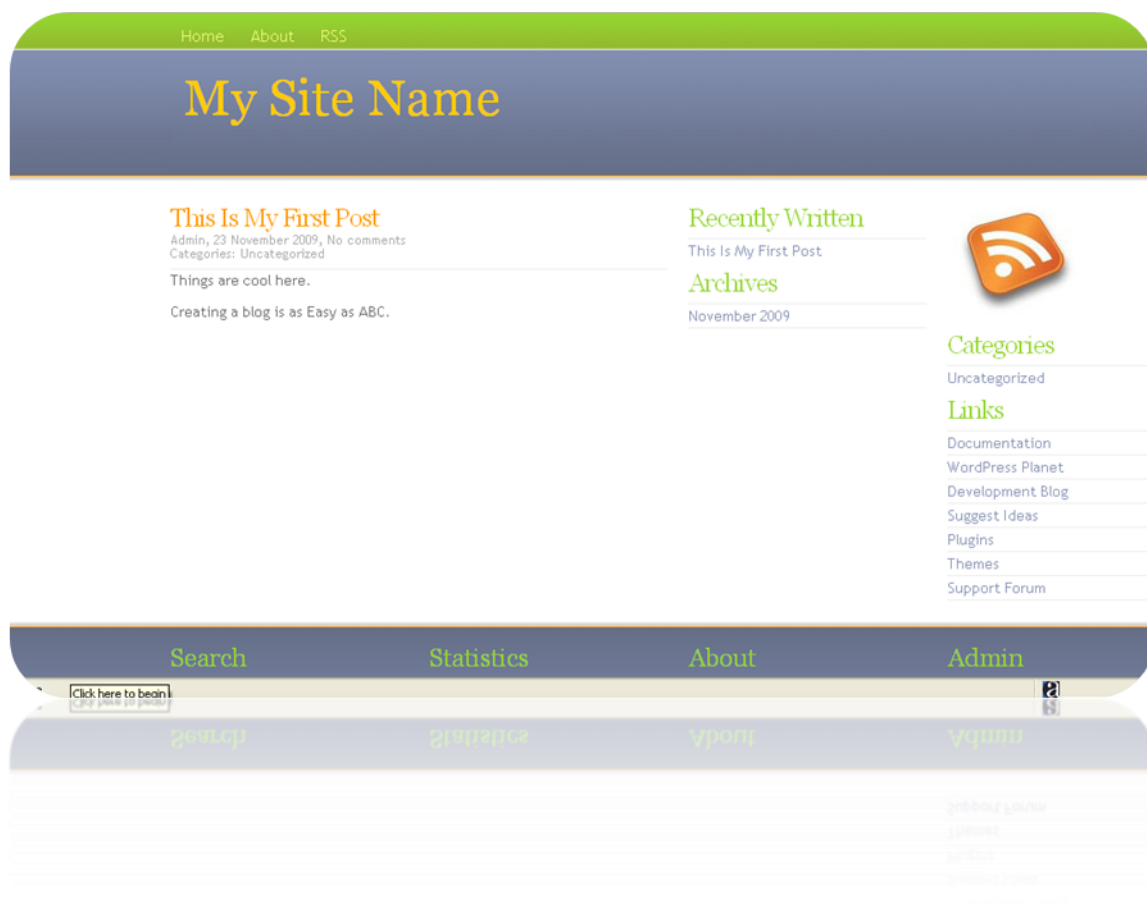 Home About RSS
My Site Name
This Is My First Post
Admin, 23 November 2009, No comments
Categories: Uncategorized
Things are cool here.
Creating a blog is as Easy as ABC.
Recently Written
This Is My First Post
Archives
November 2009
Categories
Uncategorized
Links
Documentation
WordPress Planet
Development Blog
Suggest Ideas
Plugins
Themes
Support Forum
Search Statistics About Admin
Click here to begin